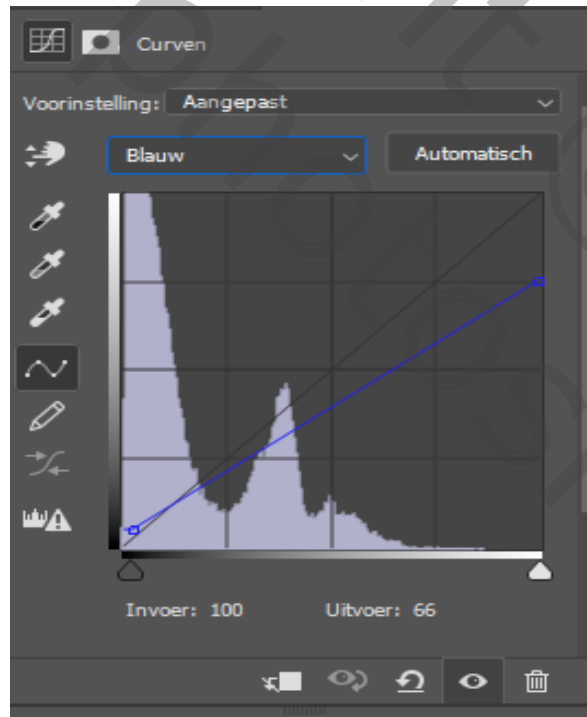 Curven
Voorinstelling: Aangepast
Blauw Automatisch
Invoer: 100 Uitvoer: 66